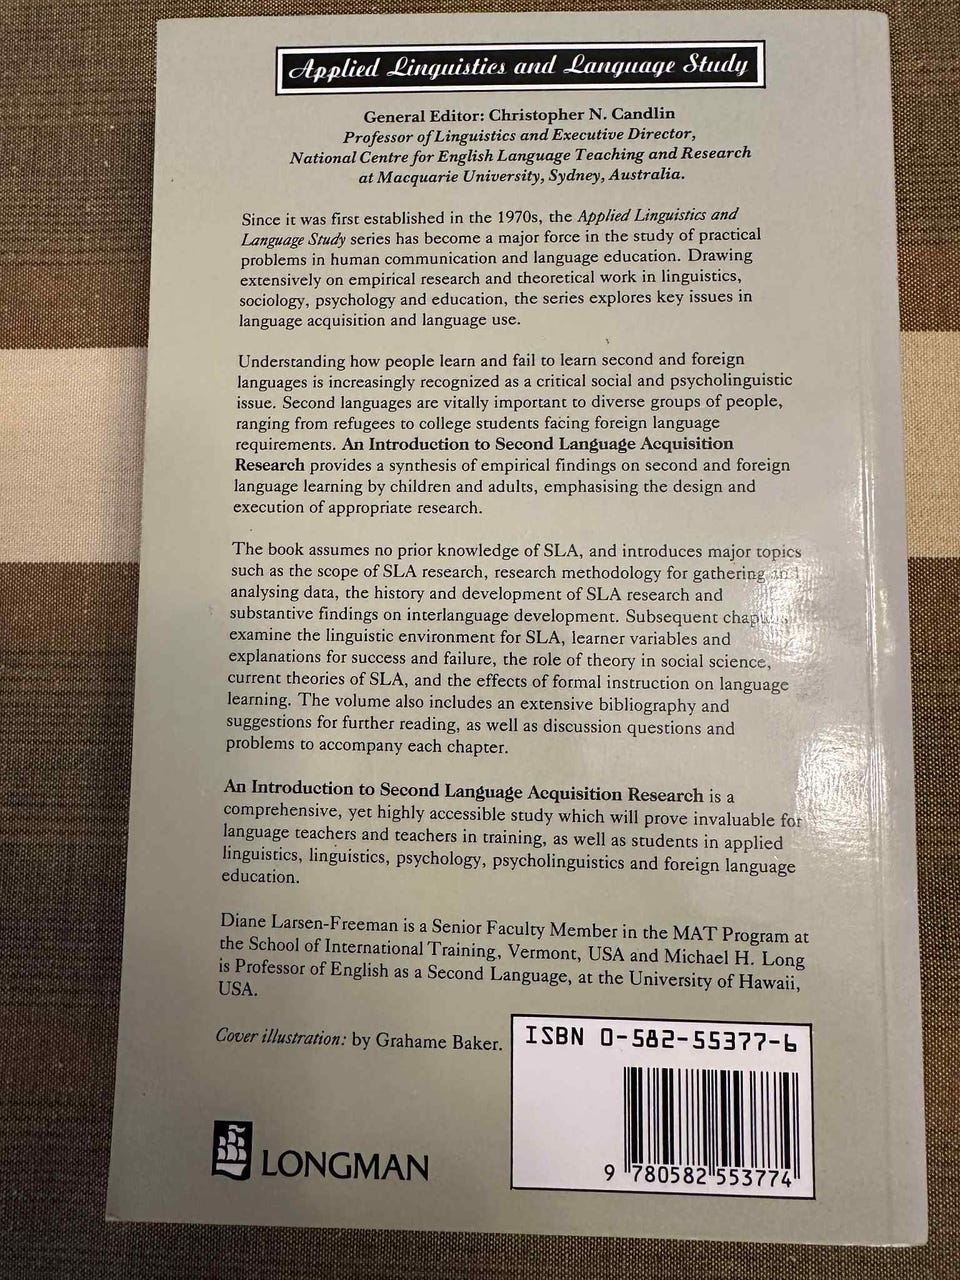 Applied Linguistics and Language Study
General Editor: Christopher N. Candlin
Professor of Linguistics and Executive Director,
National Centre for English Language Teaching and Research
at Macquarie University, Sydney, Australia.
Since it was first established in the 1970s, the Applied Linguistics and
Language Study series has become a major force in the study of practical
problems in human communication and language education. Drawing
extensively on empirical research and theoretical work in linguistics,
sociology, psychology and education, the series explores key issues in
language acquisition and language use.
Understanding how people learn and fail to learn second and foreign
languages is increasingly recognized as a critical social and psycholinguistic
issue. Second languages are vitally important to diverse groups of people,
ranging from refugees to college students facing foreign language
requirements. An Introduction to Second Language Acquisition
Research provides a synthesis of empirical findings on second and foreign
language learning by children and adults, emphasising the design and
execution of appropriate research.
The book assumes no prior knowledge of SLA, and introduces major topics
such as the scope of SLA research, research methodology for gathering and
analysing data, the history and development of SLA research and
substantive findings on interlanguage development. Subsequent chapters
examine the linguistic environment for SLA, learner variables and
explanations for success and failure, the role of theory in social science,
current theories of SLA, and the effects of formal instruction on language
learning. The volume also includes an extensive bibliography and
suggestions for further reading, as well as discussion questions and
problems to accompany each chapter.
An Introduction to Second Language Acquisition Research is a
comprehensive, yet highly accessible study which will prove invaluable for
language teachers and teachers in training, as well as students in applied
linguistics, linguistics, psychology, psycholinguistics and foreign language
education.
Diane Larsen-Freeman is a Senior Faculty Member in the MAT Program at
the School of International Training, Vermont, USA and Michael H. Long
is Professor of English as a Second Language, at the University of Hawaii,
USA.
Cover illustration: by Grahame Baker.
ISBN 0-582-55377-6
9 780582 553774
LONGMAN